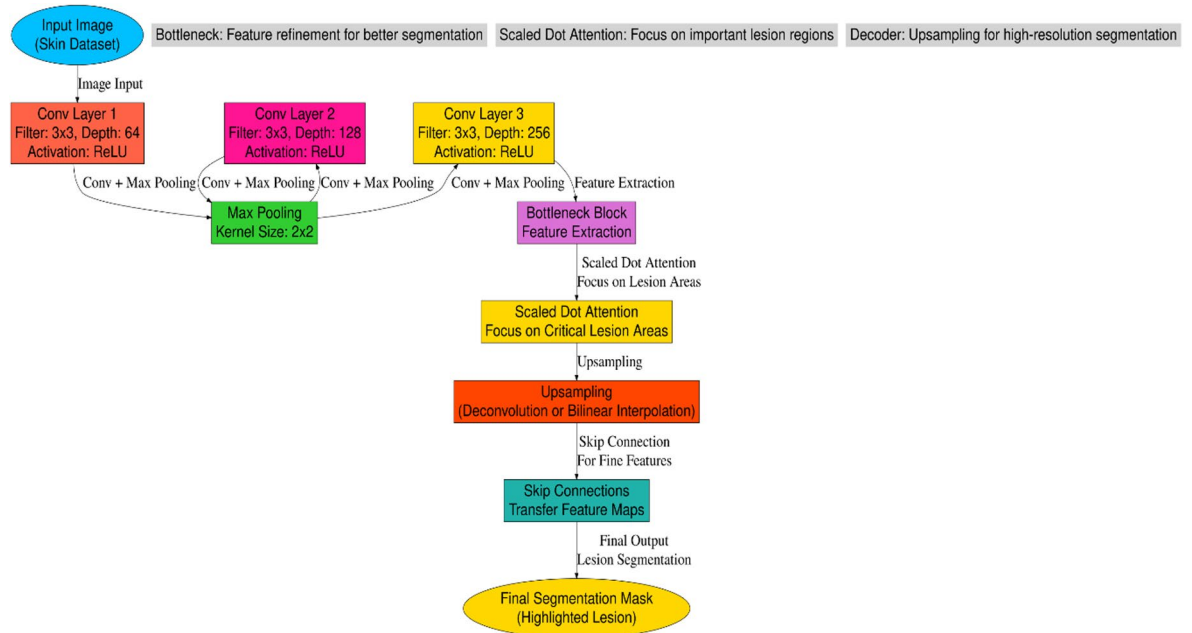 Input Image
(Skin Dataset)
Bottleneck: Feature refinement for better segmentation
Scaled Dot Attention: Focus on important lesion regions
Decoder: Upsampling for high-resolution segmentation
Image Input
Conv Layer 1
Filter: 3x3, Depth: 64
Activation: ReLU
Conv Layer 2
Filter: 3x3, Depth: 128
Activation: ReLU
Conv Layer 3
Filter: 3x3, Depth: 256
Activation: ReLU
Conv + Max Pooling
Conv + Max Pooling
Conv + Max Pooling
Conv + Max Pooling
Feature Extraction
Max Pooling
Kernel Size: 2x2
Bottleneck Block
Feature Extraction
Scaled Dot Attention
Focus on Lesion Areas
Scaled Dot Attention
Focus on Critical Lesion Areas
Upsampling
Upsampling
(Deconvolution or Bilinear Interpolation)
Skip Connection
For Fine Features
Skip Connections
Transfer Feature Maps
Final Output
Lesion Segmentation
Final Segmentation Mask
(Highlighted Lesion)